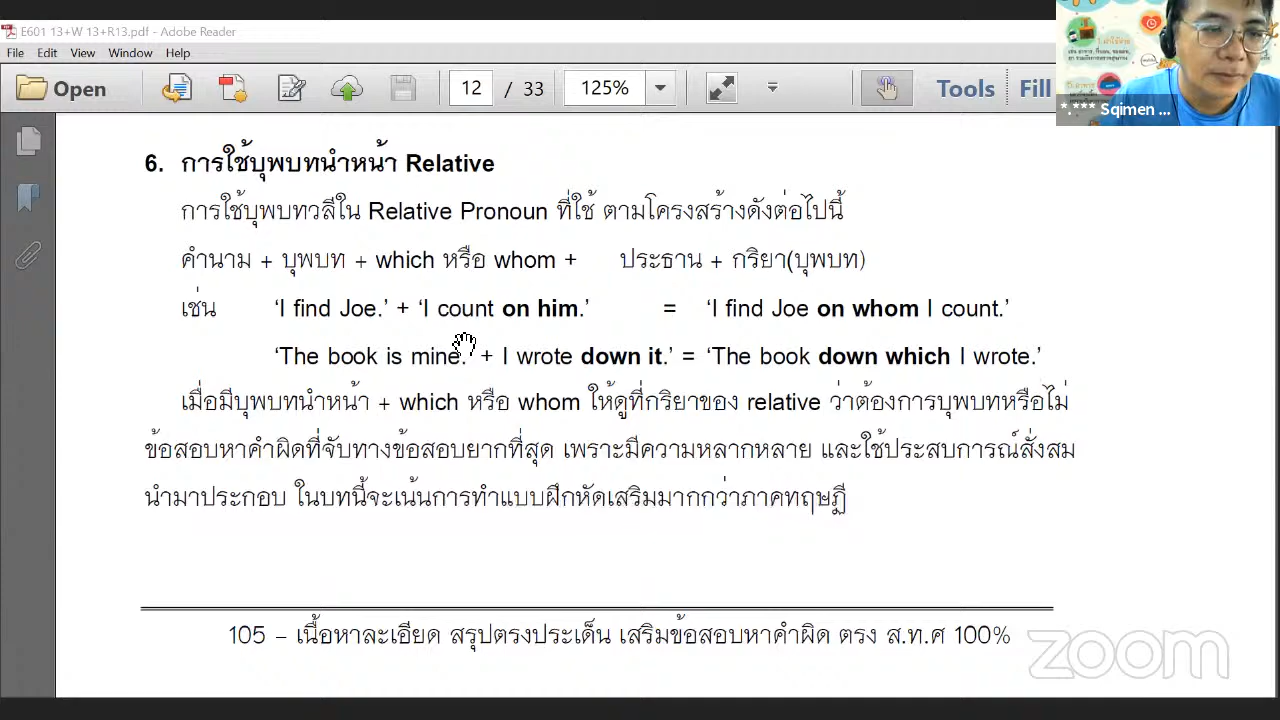 E601 13+W 13+R13.pdf - Adobe Reader
File Edit View Window Help
Open 12 / 33 125% Tools Fill
*.*** Sqimen ...
6. การใช้บุพบทนำหน้า Relative
การใช้บุพบทวลีใน Relative Pronoun ที่ใช้ ตามโครงสร้างดังต่อไปนี้
คำนาม + บุพบท + which หรือ whom + ประธาน + กริยา(บุพบท)
เช่น ‘I find Joe.’ + ‘I count on him.’ = ‘I find Joe on whom I count.’
‘The book is mine.’ + I wrote down it.’ = ‘The book down which I wrote.’
เมื่อมีบุพบทนำหน้า + which หรือ whom ให้ดูที่กริยาของ relative ว่าต้องการบุพบทหรือไม่
ข้อสอบหาคำผิดที่จับทางข้อสอบยากที่สุด เพราะมีความหลากหลาย และใช้ประสบการณ์สั่งสม
นำมาประกอบ ในบทนี้จะเน้นการทำแบบฝึกหัดเสริมมากกว่าภาคทฤษฎี
105 – เนื้อหาละเอียด สรุปตรงประเด็น เสริมข้อสอบหาคำผิด ตรง ส.ท.ศ 100%
zoom